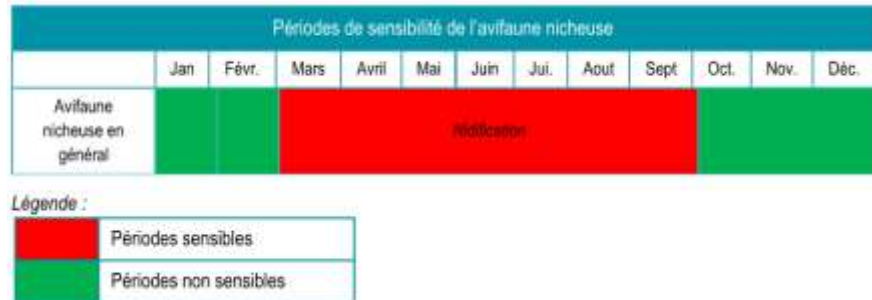 Périodes de sensibilité de l'avifaune nicheuse
Jan Févr. Mars Avril Mai Juin Jui. Aout Sept Oct. Nov. Déc.
Avifaune
nicheuse en
général
Nidification
Légende :
Périodes sensibles
Périodes non sensibles